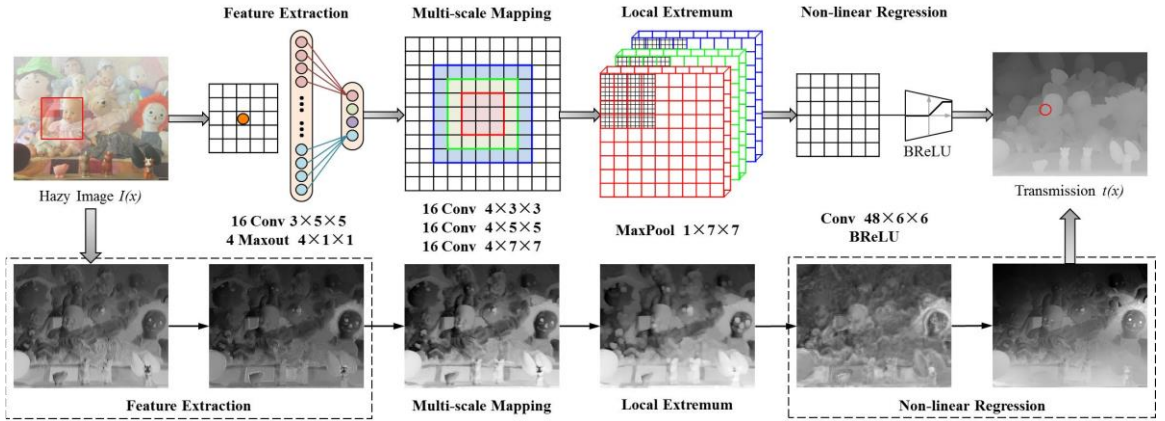 Feature Extraction
Multi-scale Mapping
Local Extremum
Non-linear Regression
BReLU
Hazy Image I(x)
Transmission t(x)
16 Conv 3×5×5
4 Maxout 4×1×1
16 Conv 4×3×3
16 Conv 4×5×5
16 Conv 4×7×7
MaxPool 1×7×7
Conv 48×6×6
BReLU
Feature Extraction
Multi-scale Mapping
Local Extremum
Non-linear Regression